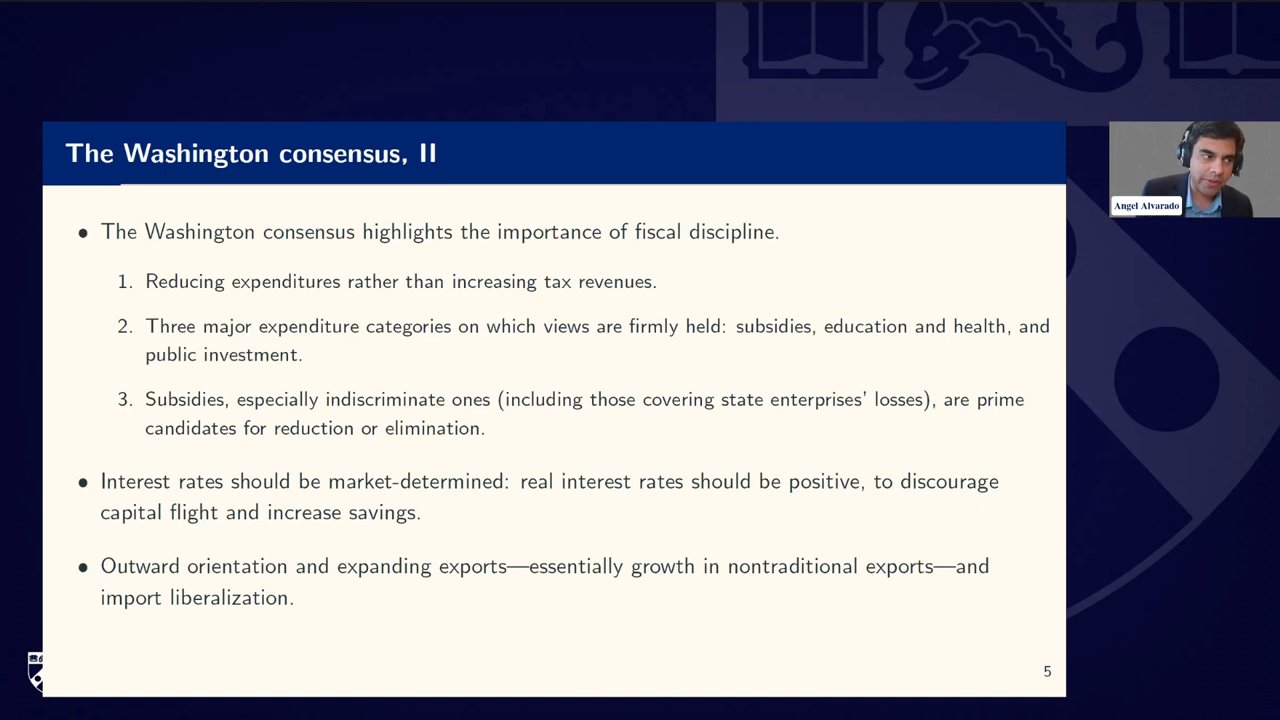 The Washington consensus, II
Angel Alvarado
• The Washington consensus highlights the importance of fiscal discipline.
1. Reducing expenditures rather than increasing tax revenues.
2. Three major expenditure categories on which views are firmly held: subsidies, education and health, and
public investment.
3. Subsidies, especially indiscriminate ones (including those covering state enterprises' losses), are prime
candidates for reduction or elimination.
• Interest rates should be market-determined: real interest rates should be positive, to discourage
capital flight and increase savings.
• Outward orientation and expanding exports—essentially growth in nontraditional exports—and
import liberalization.
5